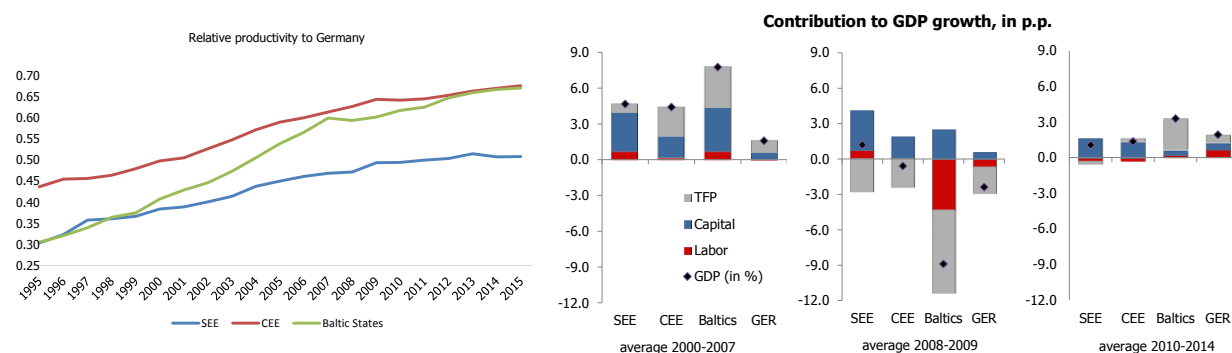 Relative productivity to Germany
0.70
0.65
0.60
0.55
0.50
0.45
0.40
0.35
0.30
0.25
1995 1996 1997 1998 1999 2000 2001 2002 2003 2004 2005 2006 2007 2008 2009 2010 2011 2012 2013 2014 2015
SEE CEE Baltic States
Contribution to GDP growth, in p.p.
9.0
6.0
3.0
0.0
-3.0
-6.0
-9.0
-12.0
TFP
Capital
Labor
GDP (in %)
SEE CEE Baltics GER
average 2000-2007
9.0
6.0
3.0
0.0
-3.0
-6.0
-9.0
-12.0
SEE CEE Baltics GER
average 2008-2009
9.0
6.0
3.0
0.0
-3.0
-6.0
-9.0
-12.0
SEE CEE Baltics GER
average 2010-2014